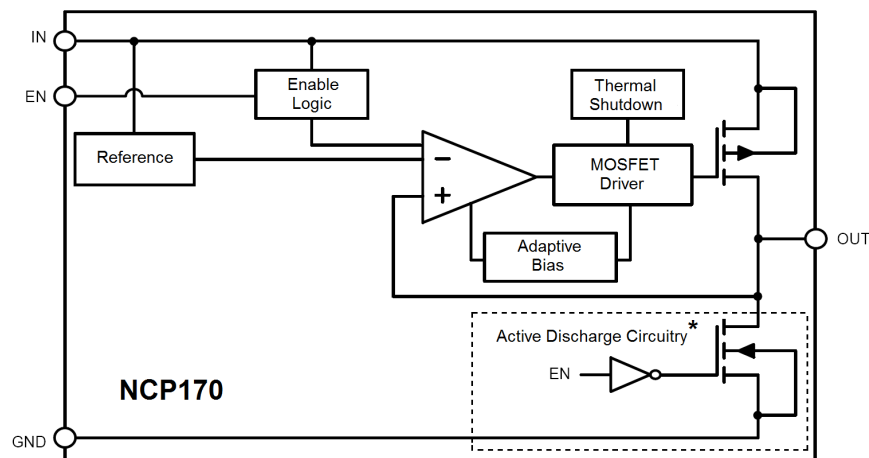 IN
EN
Enable
Logic
Thermal
Shutdown
Reference
−
+
MOSFET
Driver
Adaptive
Bias
OUT
Active Discharge Circuitry*
EN
NCP170
GND